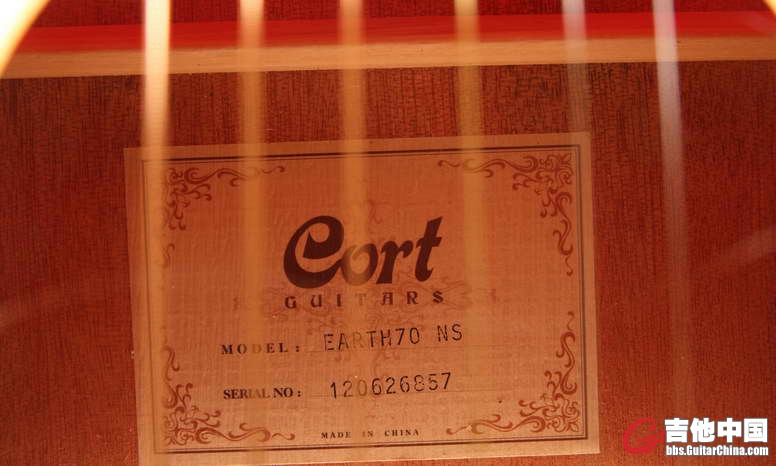 Cort
GUITARS
MODEL: EARTH70 NS
SERIAL NO: 120626857
MADE IN CHINA
吉他中国
bbs.GuitarChina.com